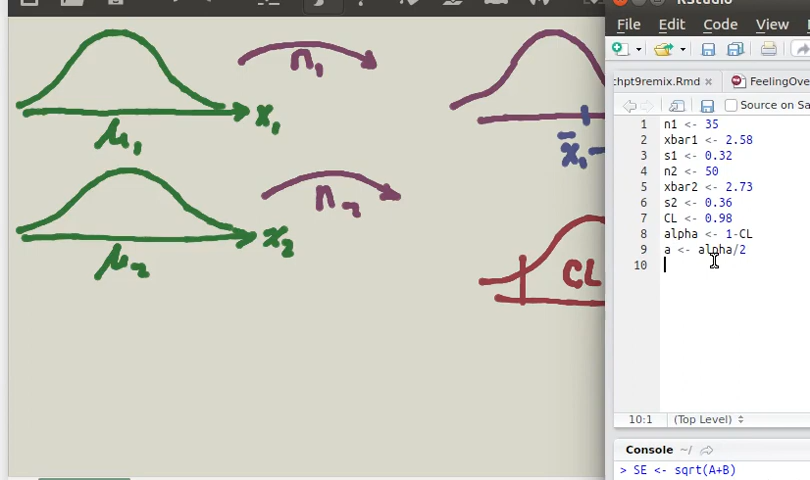 RStudio
File Edit Code View
chpt9remix.Rmd × FeelingOve
Source on Sa
1 n1 <- 35
2 xbar1 <- 2.58
3 s1 <- 0.32
4 n2 <- 50
5 xbar2 <- 2.73
6 s2 <- 0.36
7 CL <- 0.98
8 alpha <- 1-CL
9 a <- alpha/2
10
10:1 (Top Level)
Console ~/
> SE <- sqrt(A+B)
n₁
x₁
μ₁
x̄₁ -
n₂
x₂
μ₂
CL